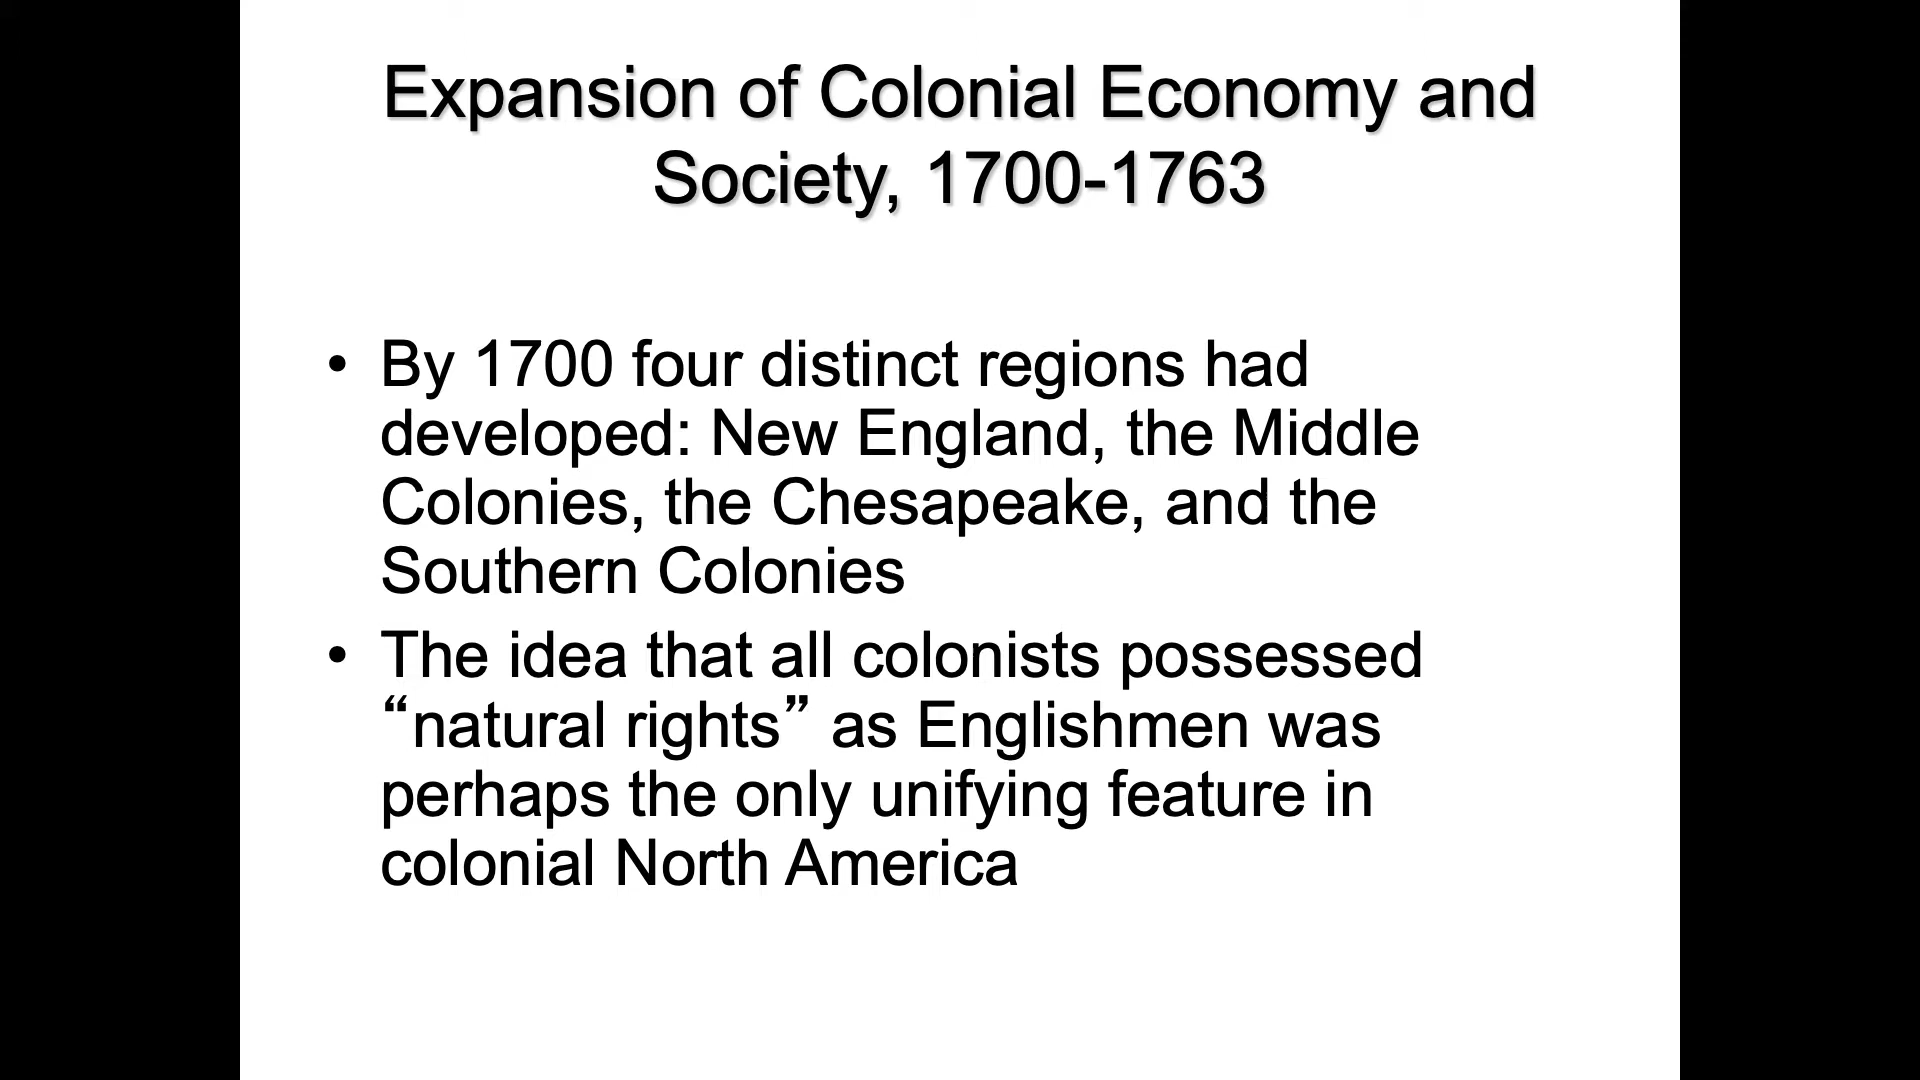 Expansion of Colonial Economy and
Society, 1700-1763
• By 1700 four distinct regions had
developed: New England, the Middle
Colonies, the Chesapeake, and the
Southern Colonies
• The idea that all colonists possessed
“natural rights” as Englishmen was
perhaps the only unifying feature in
colonial North America